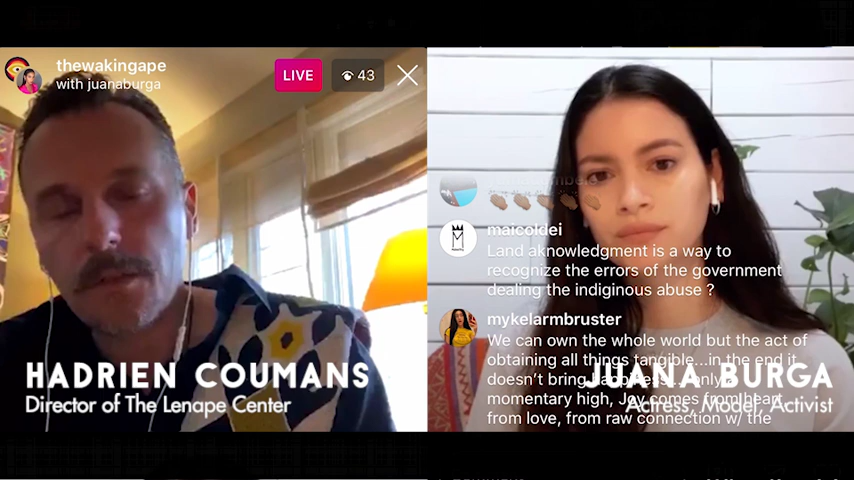 thewakingape
with juanaburga
LIVE
43
maicoldei
Land aknowledgment is a way to
recognize the errors of the government
dealing the indiginous abuse ?
mykelarmbruster
We can own the whole world but the act of
obtaining all things tangible...in the end it
doesn't bring happiness... only
momentary high, Joy comes from heart,
from love, from raw connection w/ the
HADRIEN COUMANS
Director of The Lenape Center
JUANA BURGA
Actress, Model, Activist